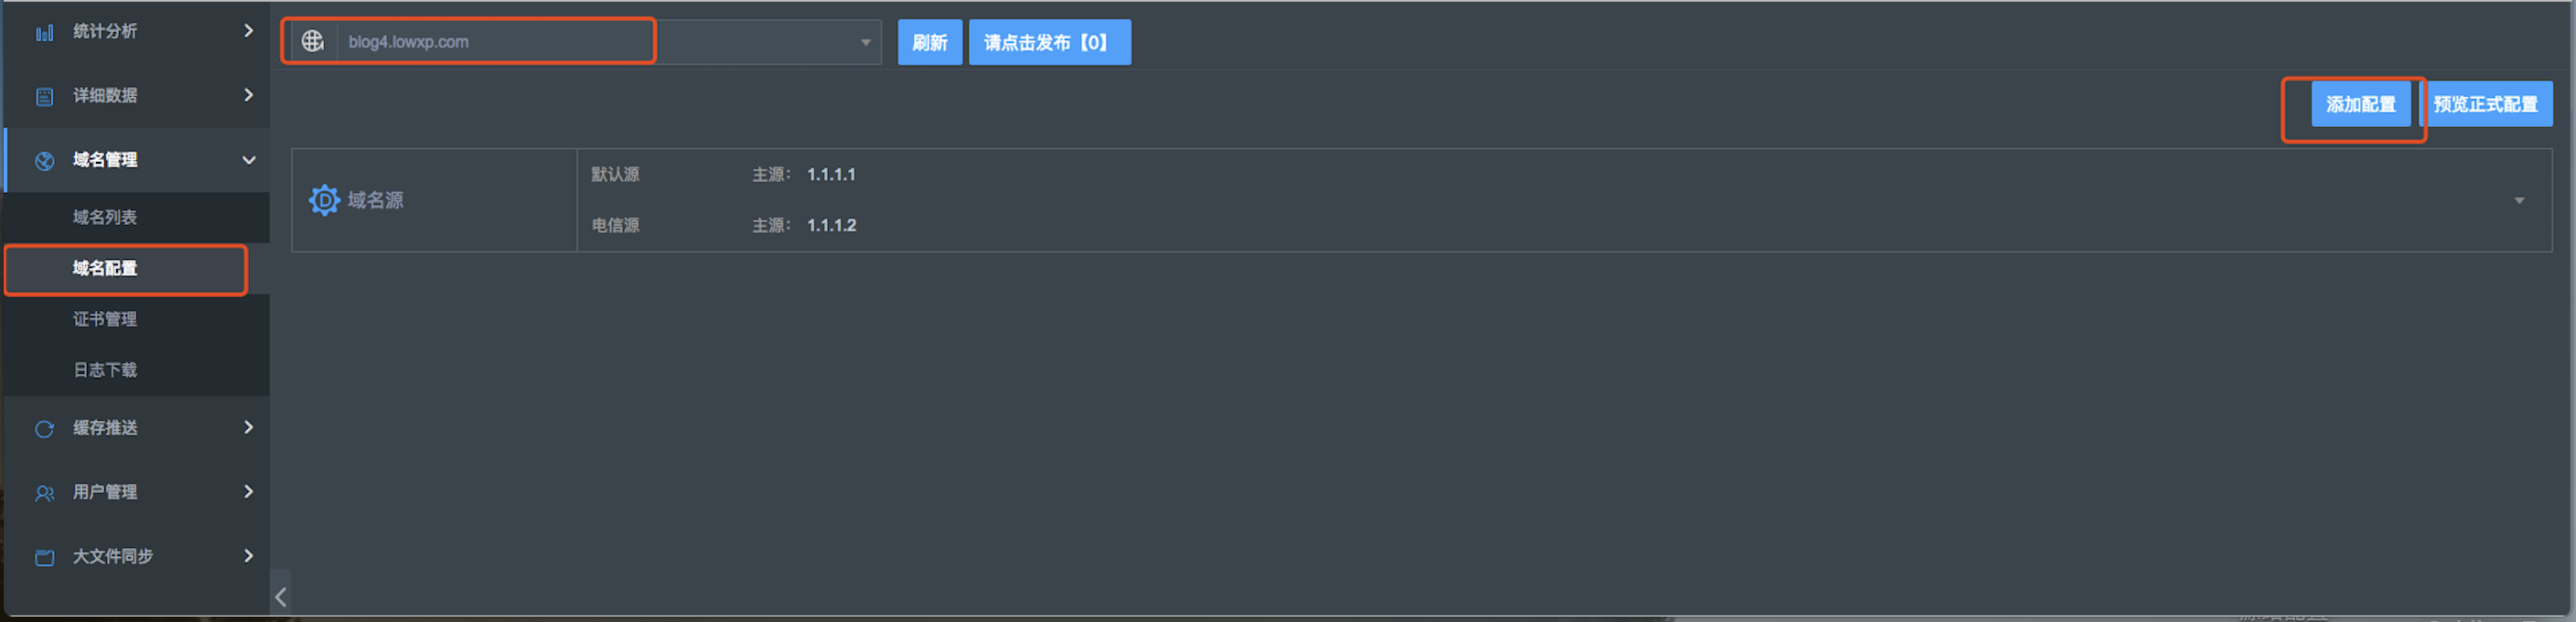 统计分析
详细数据
域名管理
域名列表
域名配置
证书管理
日志下载
缓存推送
用户管理
大文件同步
blog4.lowxp.com
刷新
请点击发布【0】
添加配置
预览正式配置
域名源
默认源 主源： 1.1.1.1
电信源 主源： 1.1.1.2